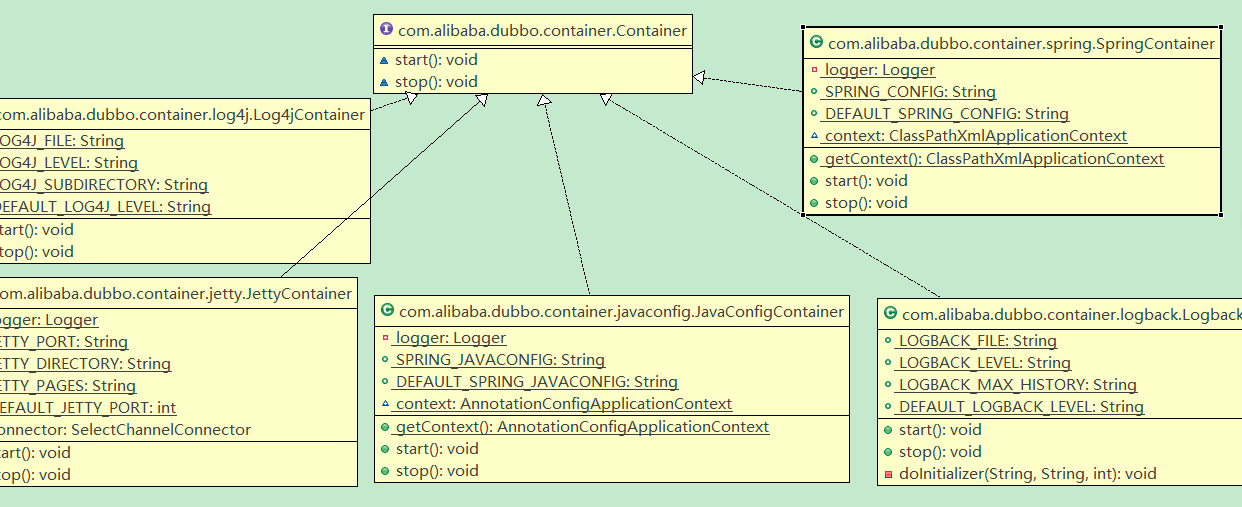 com.alibaba.dubbo.container.Container
start(): void
stop(): void
com.alibaba.dubbo.container.spring.SpringContainer
logger: Logger
SPRING_CONFIG: String
DEFAULT_SPRING_CONFIG: String
context: ClassPathXmlApplicationContext
getContext(): ClassPathXmlApplicationContext
start(): void
stop(): void
com.alibaba.dubbo.container.log4j.Log4jContainer
OG4J_FILE: String
OG4J_LEVEL: String
OG4J_SUBDIRECTORY: String
DEFAULT_LOG4J_LEVEL: String
tart(): void
top(): void
om.alibaba.dubbo.container.jetty.JettyContainer
ogger: Logger
ETTY_PORT: String
ETTY_DIRECTORY: String
ETTY_PAGES: String
DEFAULT_JETTY_PORT: int
onnector: SelectChannelConnector
tart(): void
top(): void
com.alibaba.dubbo.container.javaconfig.JavaConfigContainer
logger: Logger
SPRING_JAVACONFIG: String
DEFAULT_SPRING_JAVACONFIG: String
context: AnnotationConfigApplicationContext
getContext(): AnnotationConfigApplicationContext
start(): void
stop(): void
com.alibaba.dubbo.container.logback.Logback
LOGBACK_FILE: String
LOGBACK_LEVEL: String
LOGBACK_MAX_HISTORY: String
DEFAULT_LOGBACK_LEVEL: String
start(): void
stop(): void
doInitializer(String, String, int): void